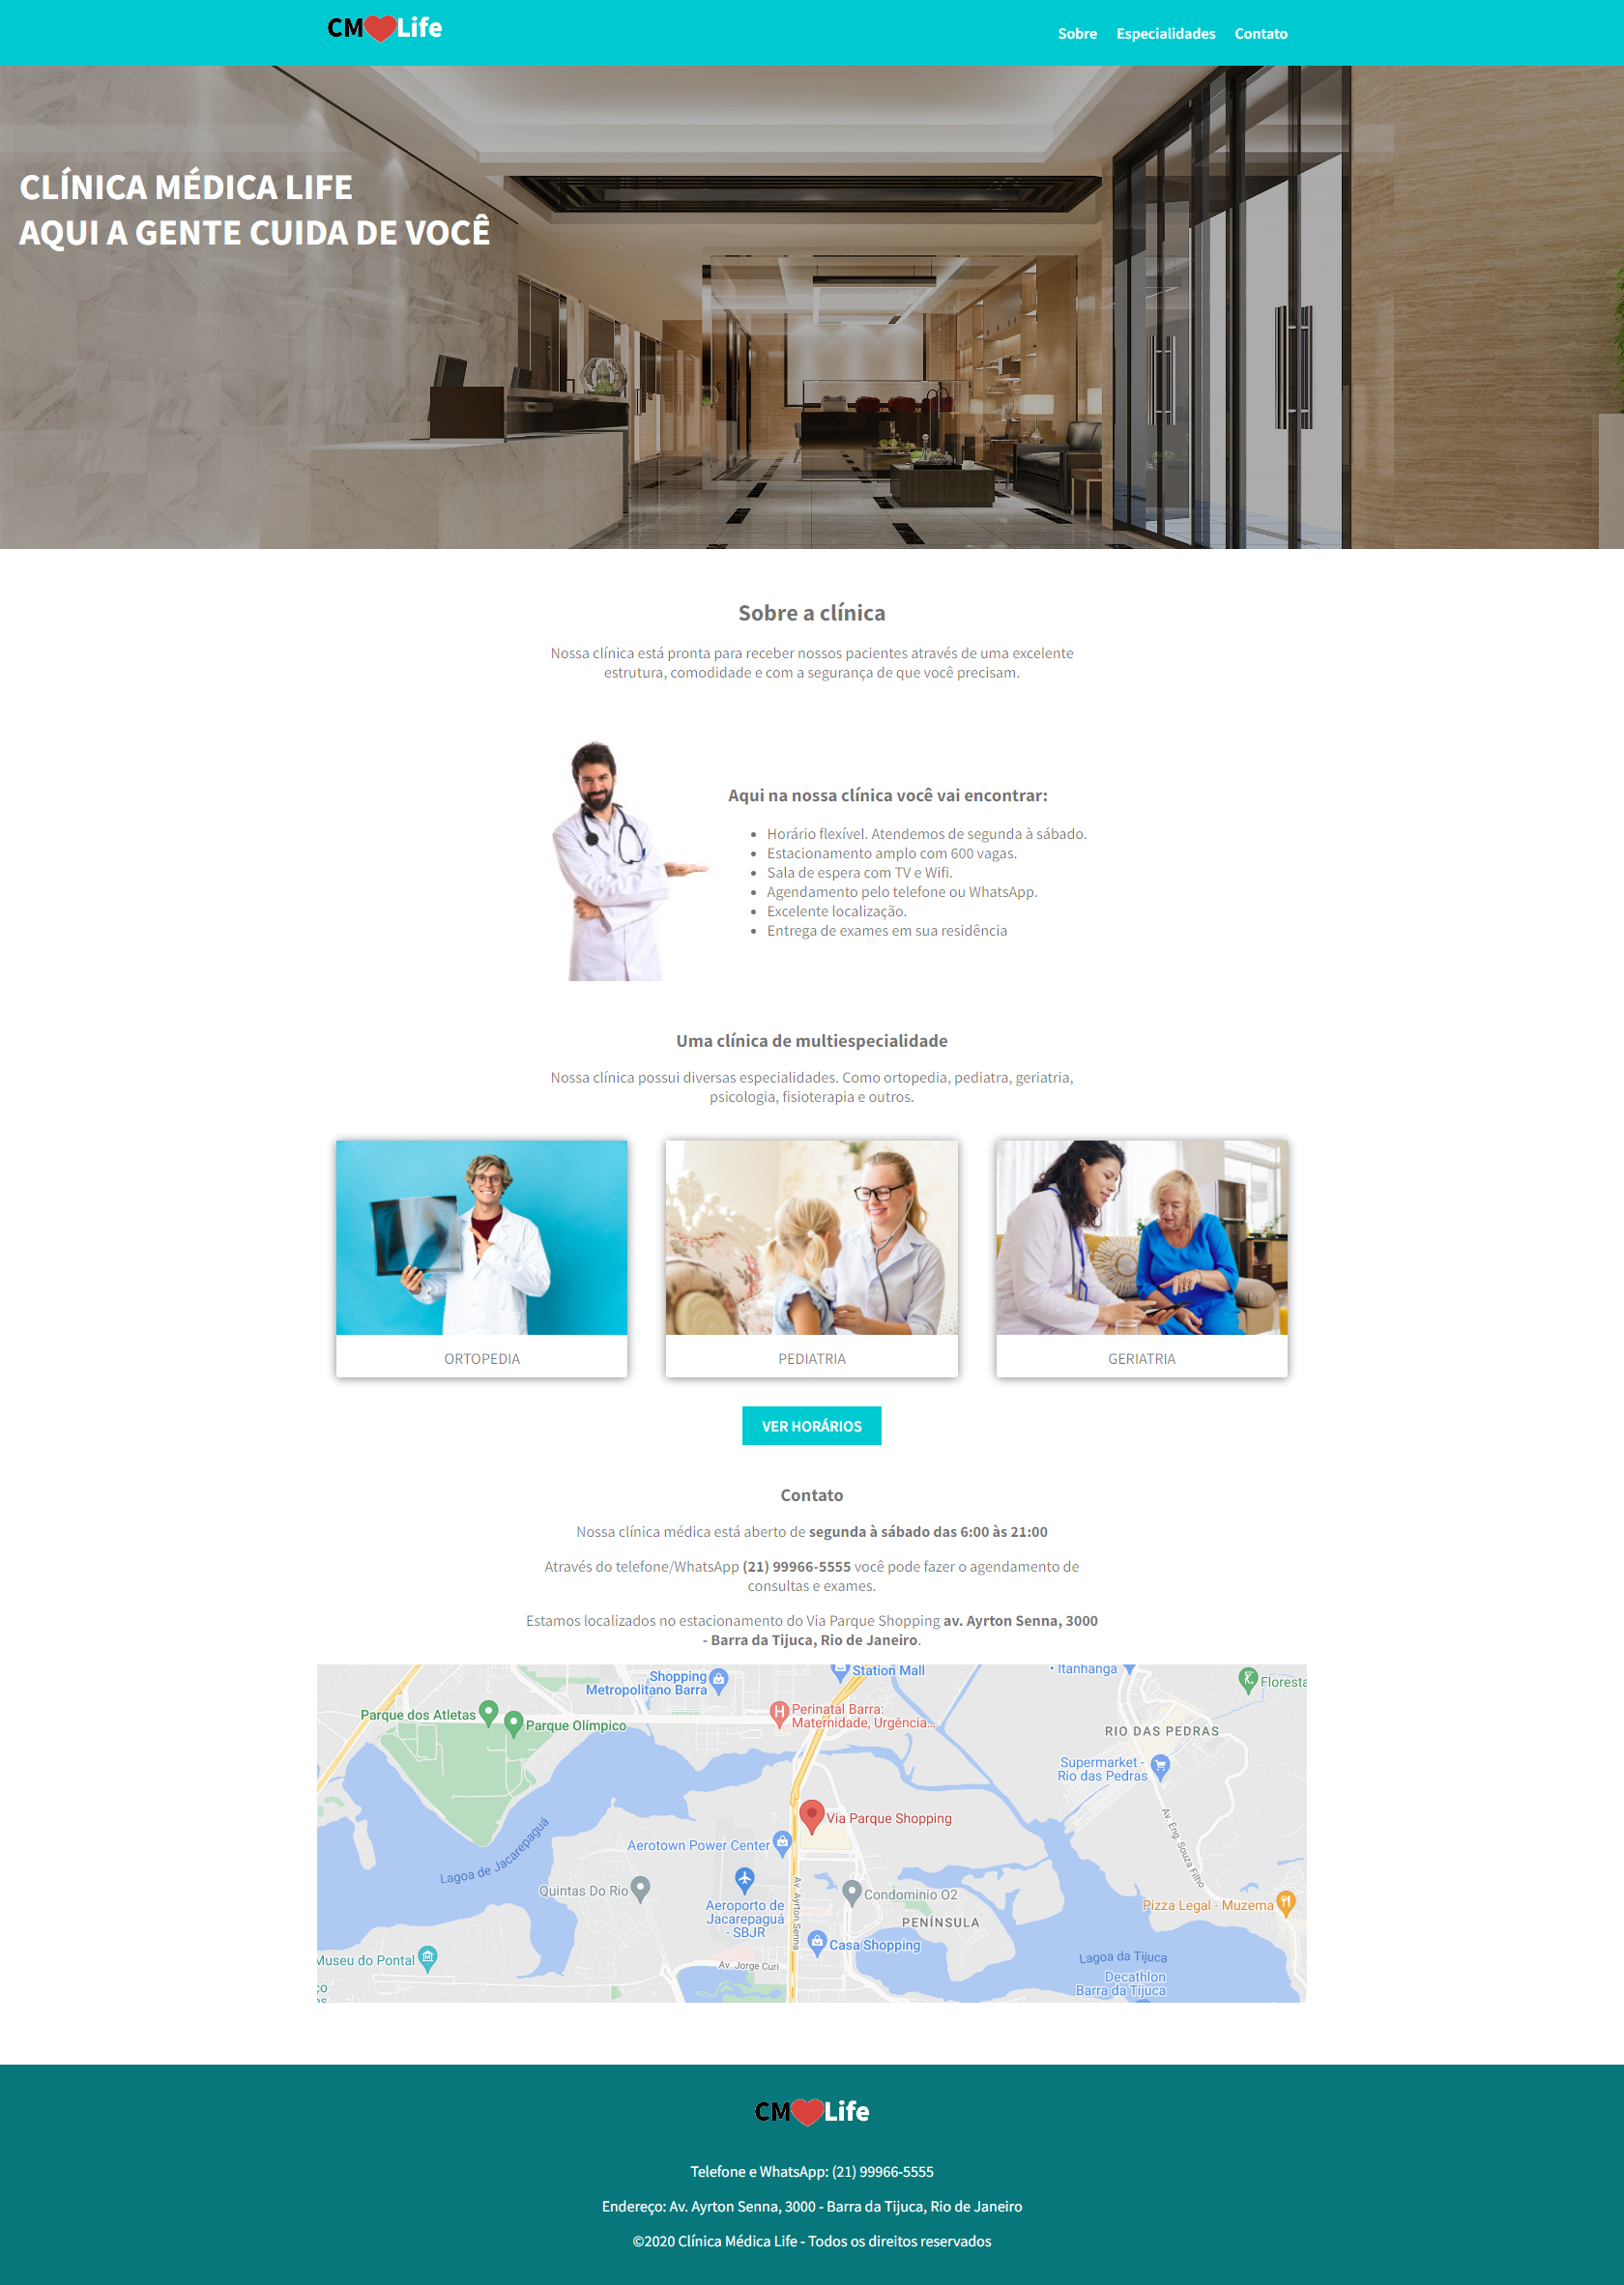 CM Life
Sobre Especialidades Contato
CLÍNICA MÉDICA LIFE
AQUI A GENTE CUIDA DE VOCÊ
Sobre a clínica
Nossa clínica está pronta para receber nossos pacientes através de uma excelente
estrutura, comodidade e com a segurança de que você precisam.
Aqui na nossa clínica você vai encontrar:
• Horário flexível. Atendemos de segunda à sábado.
• Estacionamento amplo com 600 vagas.
• Sala de espera com TV e Wifi.
• Agendamento pelo telefone ou WhatsApp.
• Excelente localização.
• Entrega de exames em sua residência
Uma clínica de multiespecialidade
Nossa clínica possui diversas especialidades. Como ortopedia, pediatra, geriatria,
psicologia, fisioterapia e outros.
ORTOPEDIA
PEDIATRIA
GERIATRIA
VER HORÁRIOS
Contato
Nossa clínica médica está aberto de segunda à sábado das 6:00 às 21:00
Através do telefone/WhatsApp (21) 99966-5555 você pode fazer o agendamento de
consultas e exames.
Estamos localizados no estacionamento do Via Parque Shopping av. Ayrton Senna, 3000
- Barra da Tijuca, Rio de Janeiro.
Shopping
Metropolitano Barra
Station Mall
Itanhangá
Floresta
Parque dos Atletas
Parque Olímpico
Perinatal Barra:
Maternidade, Urgência...
RIO DAS PEDRAS
Supermarket -
Rio das Pedras
Via Parque Shopping
Aerotown Power Center
Lagoa de Jacarepaguá
Av. Eng. Souza Filho
Quintas Do Rio
Aeroporto de
Jacarepaguá
- SBJR
Av. Ayrton Senna
Condominio O2
PENÍNSULA
Pizza Legal - Muzema
Casa Shopping
Museu do Pontal
Av. Jorge Curi
Lagoa da Tijuca
Decathlon
Barra da Tijuca
CM Life
Telefone e WhatsApp: (21) 99966-5555
Endereço: Av. Ayrton Senna, 3000 - Barra da Tijuca, Rio de Janeiro
©2020 Clínica Médica Life - Todos os direitos reservados